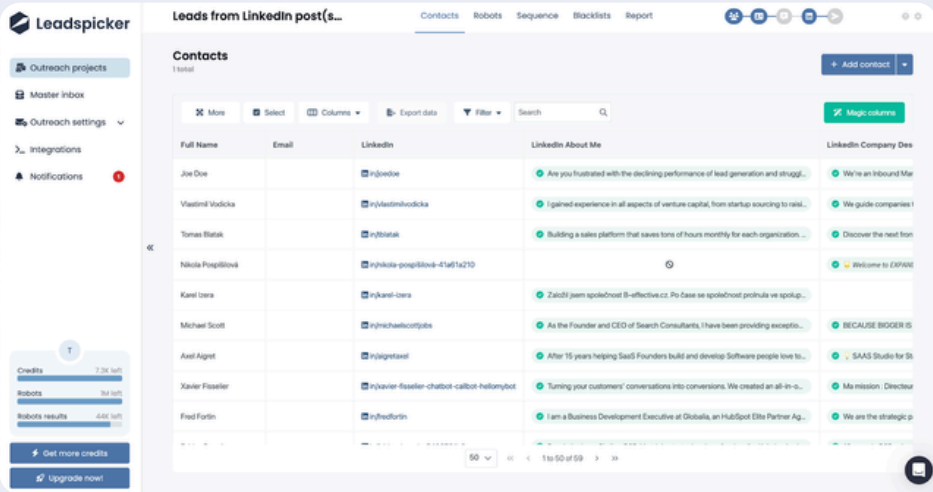 Leadspicker
Leads from LinkedIn post(s...
Contacts Robots Sequence Blacklists Report
Outreach projects
Master inbox
Outreach settings
Integrations
Notifications 1
Contacts
1 total
+ Add contact
More Select Columns Export data Filter Search Magic columns
Full Name Email LinkedIn LinkedIn About Me LinkedIn Company Des
Joe Doe in/joedoe Are you frustrated with the declining performance of lead generation and struggl... We're an Inbound Mar
Vlastimil Vodicka in/vlastimilvodicka I gained experience in all aspects of venture capital, from startup sourcing to raisi... We guide companies
Tomas Blatak in/tblatak Building a sales platform that saves tons of hours monthly for each organization. ... Discover the next fron
Nikola Pospíšilová in/nikola-pospíšilová-41a61a210 Welcome to EXPAND
Karel Izera in/karel-izera Založil jsem společnost B-effective.cz. Po čase se společnost prolnula ve spolup...
Michael Scott in/michaelscottjobs As the Founder and CEO of Search Consultants, I have been providing exceptio... BECAUSE BIGGER IS
Axel Aigret in/aigretaxel After 15 years helping SaaS Founders build and develop Software people love to... SAAS Studio for St
Xavier Fisselier in/xavier-fisselier-chatbot-callbot-hellomybot Turning your customers' conversations into conversions. We created an all-in-o... Ma mission : Directeur
Fred Fortin in/fredfortin I am a Business Development Executive at Globalia, an HubSpot Elite Partner Ag... We are the strategic p
50 « ‹ 1 to 50 of 59 › »
T
Credits 7.3K left
Robots 1M left
Robots results 44K left
Get more credits
Upgrade now!